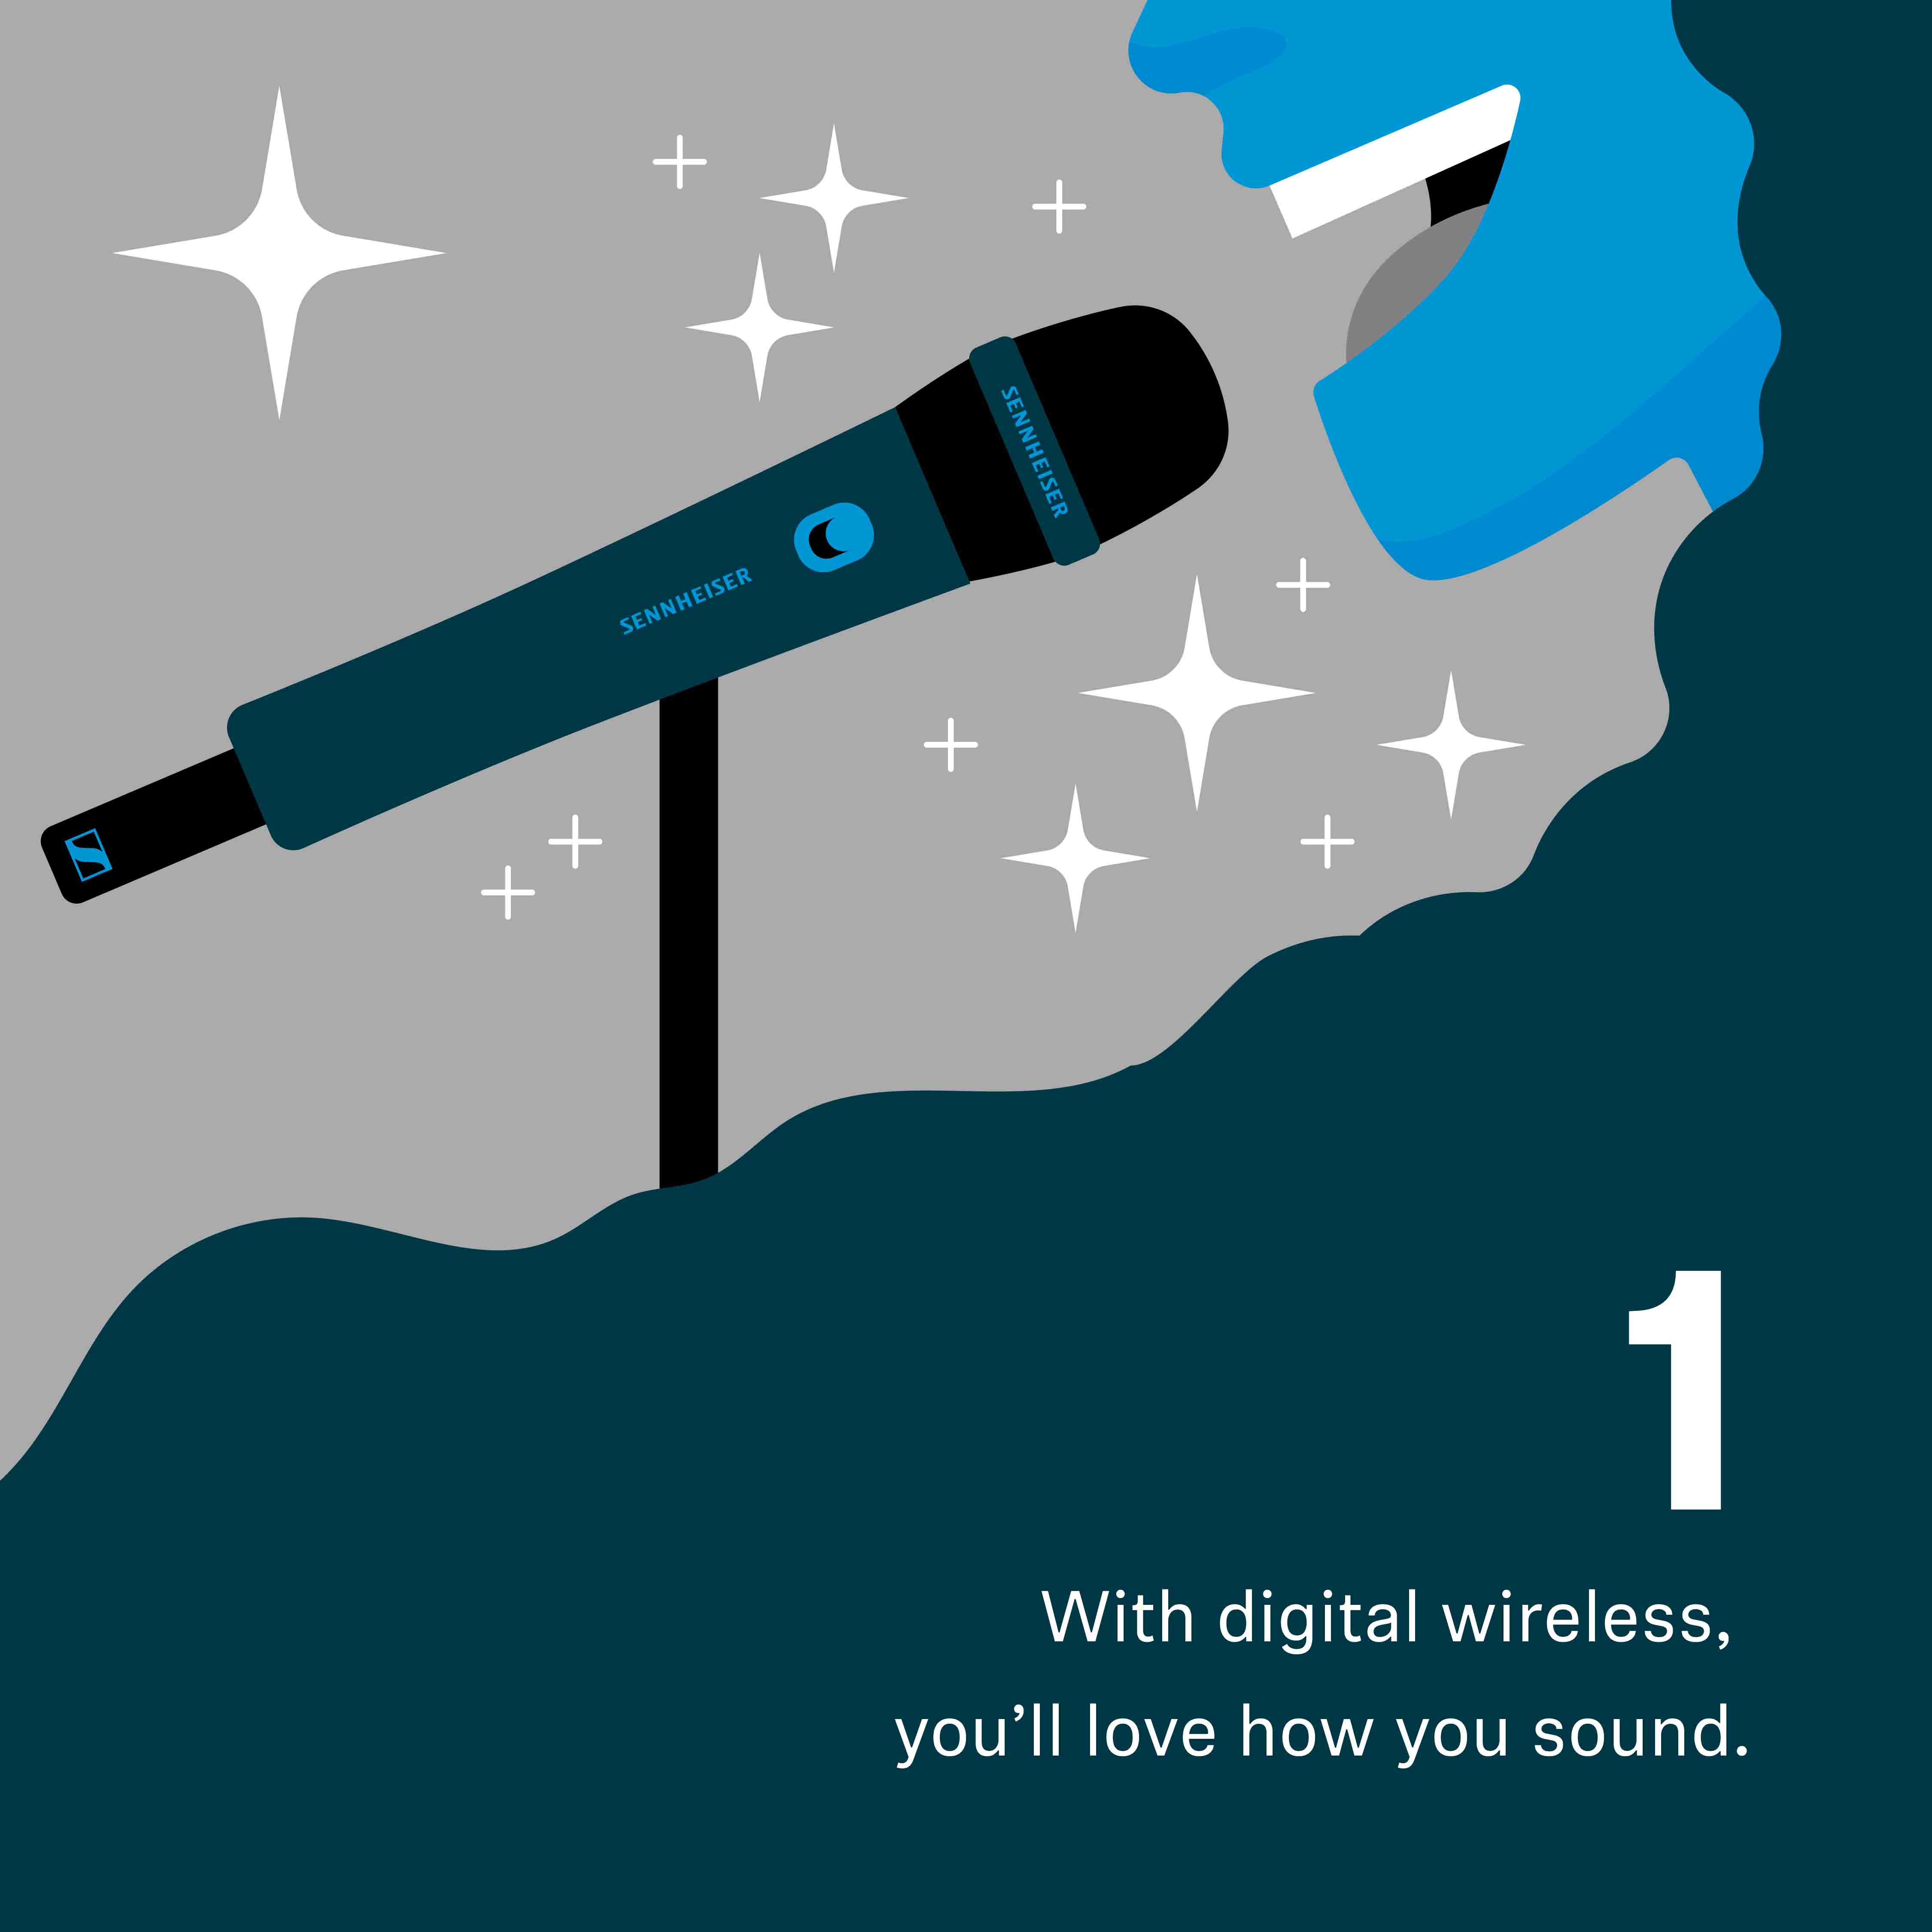 SENNHEISER
SENNHEISER
1
With digital wireless,
you’ll love how you sound.